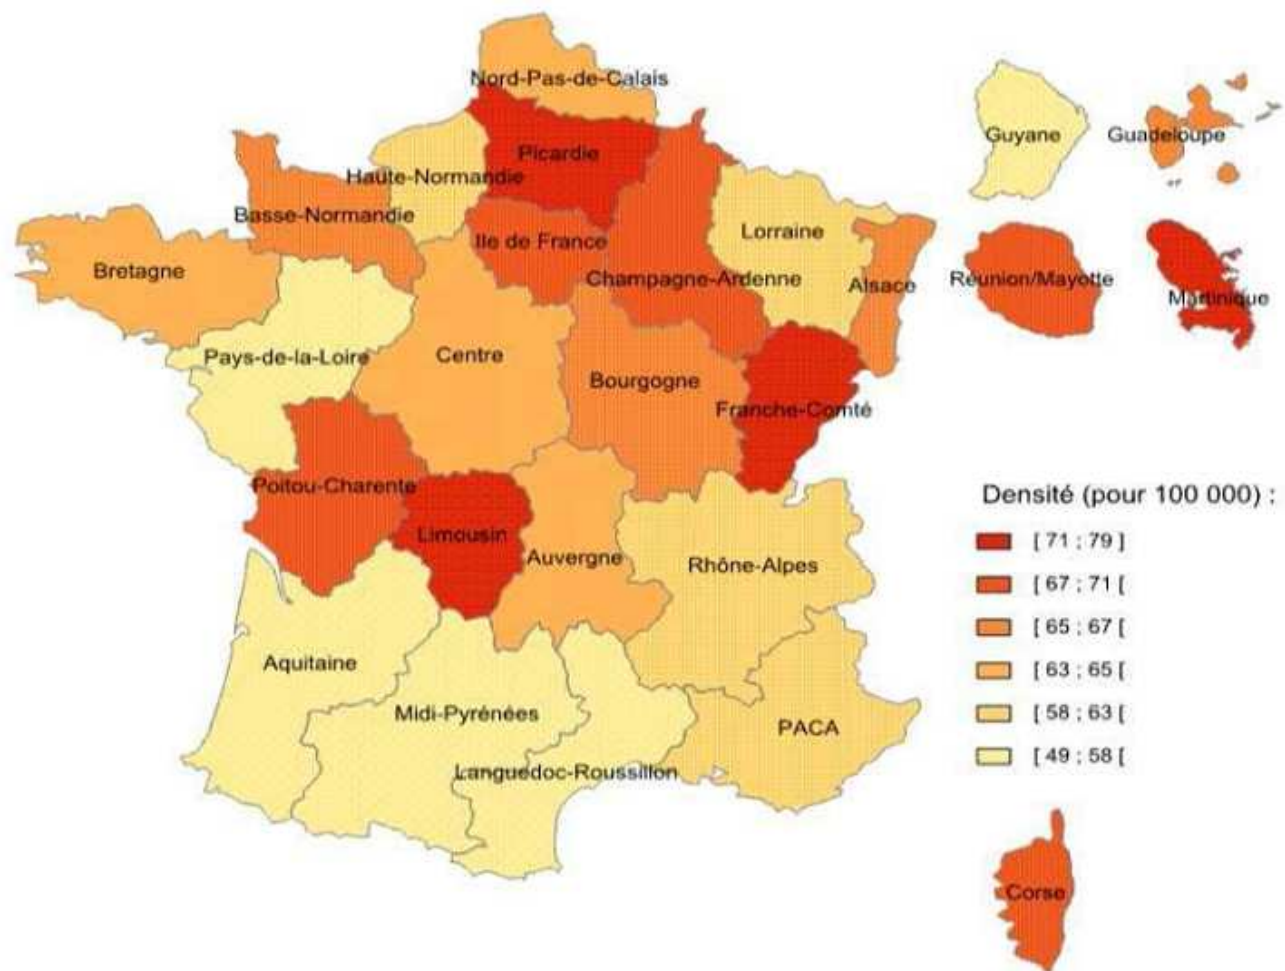 Nord-Pas-de-Calais
Guyane
Guadeloupe
Picardie
Haute-Normandie
Basse-Normandie
Ile de France
Lorraine
Bretagne
Champagne-Ardenne
Alsace
Réunion/Mayotte
Martinique
Pays-de-la-Loire
Centre
Bourgogne
Franche-Comté
Poitou-Charente
Limousin
Auvergne
Rhône-Alpes
Aquitaine
Midi-Pyrénées
PACA
Languedoc-Roussillon
Densité (pour 100 000) :
[ 71 ; 79 ]
[ 67 ; 71 [
[ 65 ; 67 [
[ 63 ; 65 [
[ 58 ; 63 [
[ 49 ; 58 [
Corse